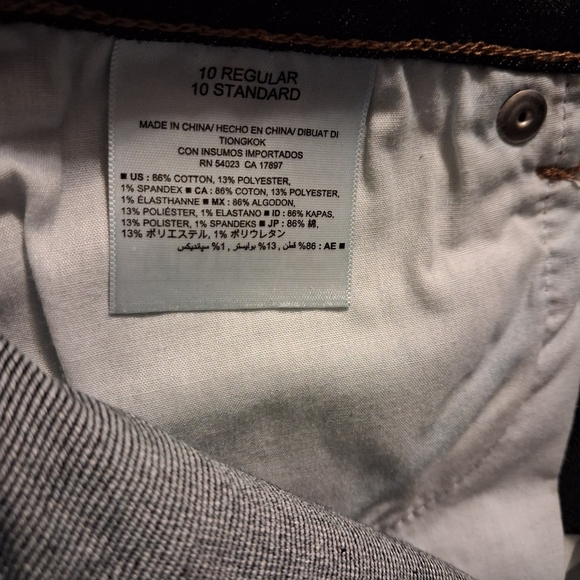 10 REGULAR
10 STANDARD
MADE IN CHINA/ HECHO EN CHINA/ DIBUAT DI
TIONGKOK
CON INSUMOS IMPORTADOS
RN 54023 CA 17897
■ US : 86% COTTON, 13% POLYESTER,
1% SPANDEX ■ CA : 86% COTON, 13% POLYESTER,
1% ÉLASTHANNE ■ MX : 86% ALGODON,
13% POLIÉSTER, 1% ELASTANO ■ ID : 86% KAPAS,
13% POLISTER, 1% SPANDEKS ■ JP : 86% 綿,
13% ポリエステル, 1% ポリウレタン
■ AE : 86% قطن , 13% بوليستر , 1% سباندیکس